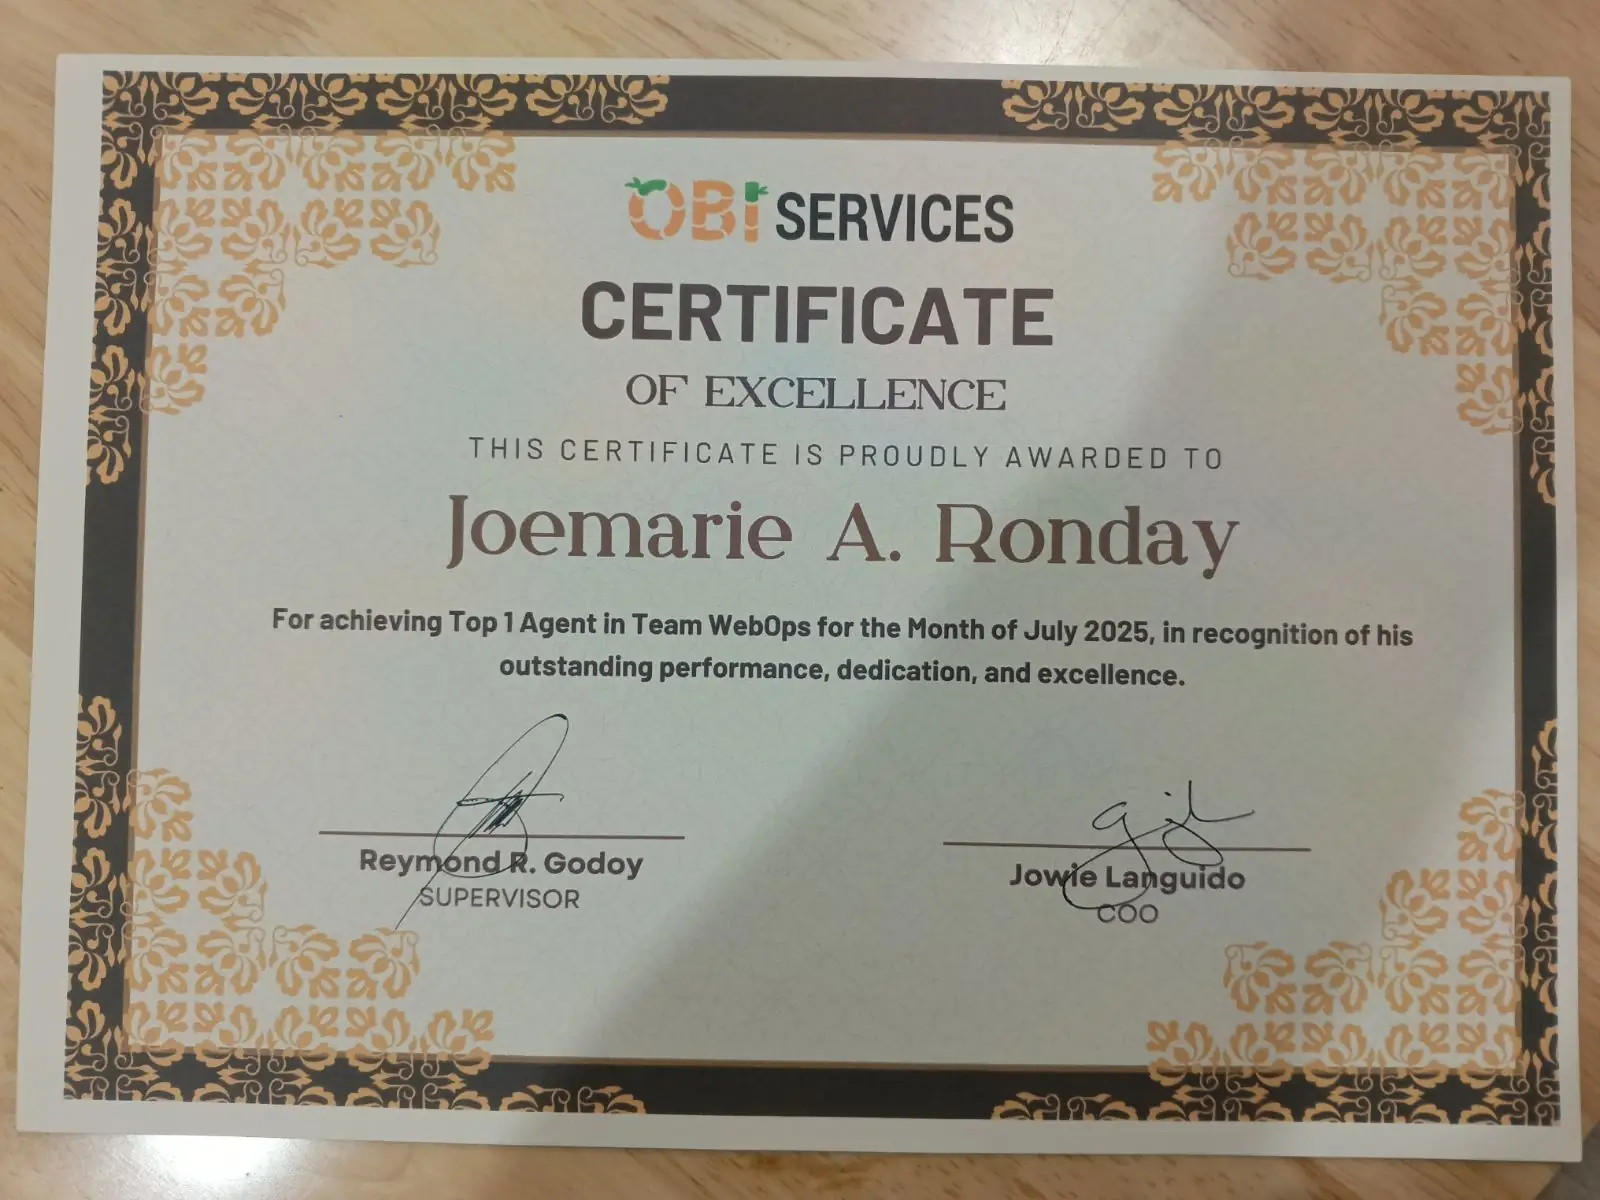 OBI SERVICES
CERTIFICATE
OF EXCELLENCE
THIS CERTIFICATE IS PROUDLY AWARDED TO
Joemarie A. Ronday
For achieving Top 1 Agent in Team WebOps for the Month of July 2025, in recognition of his
outstanding performance, dedication, and excellence.
Reymond R. Godoy
SUPERVISOR
Jowie Languido
COO